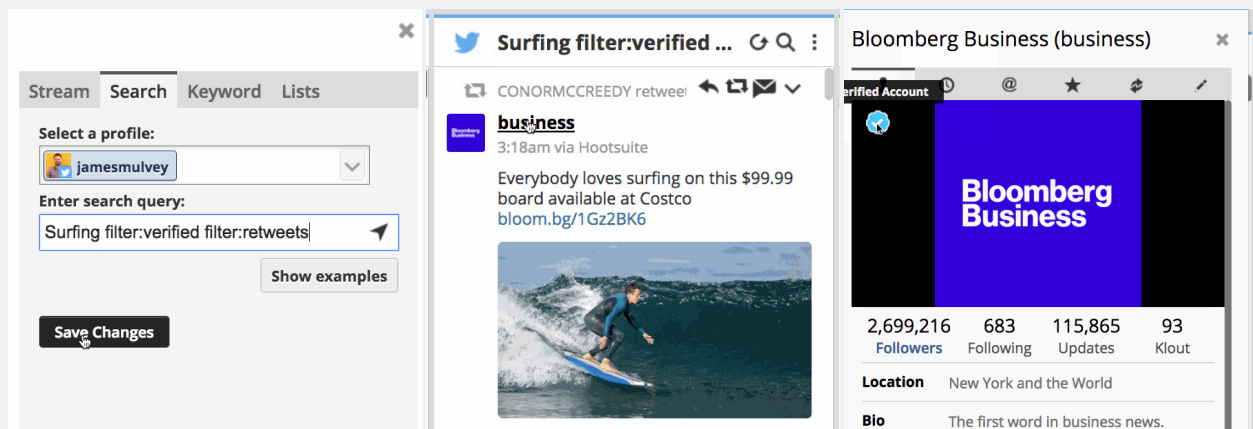 Stream Search Keyword Lists
Select a profile:
jamesmulvey
Enter search query:
Surfing filter:verified filter:retweets
Show examples
Save Changes
Surfing filter:verified ...
CONORMCCREEDY retweet
Bloomberg
Business
business
3:18am via Hootsuite
Everybody loves surfing on this $99.99
board available at Costco
bloom.bg/1Gz2BK6
Bloomberg Business (business)
@
erified Account
Bloomberg
Business
2,699,216 683 115,865 93
Followers Following Updates Klout
Location New York and the World
Bio The first word in business news.